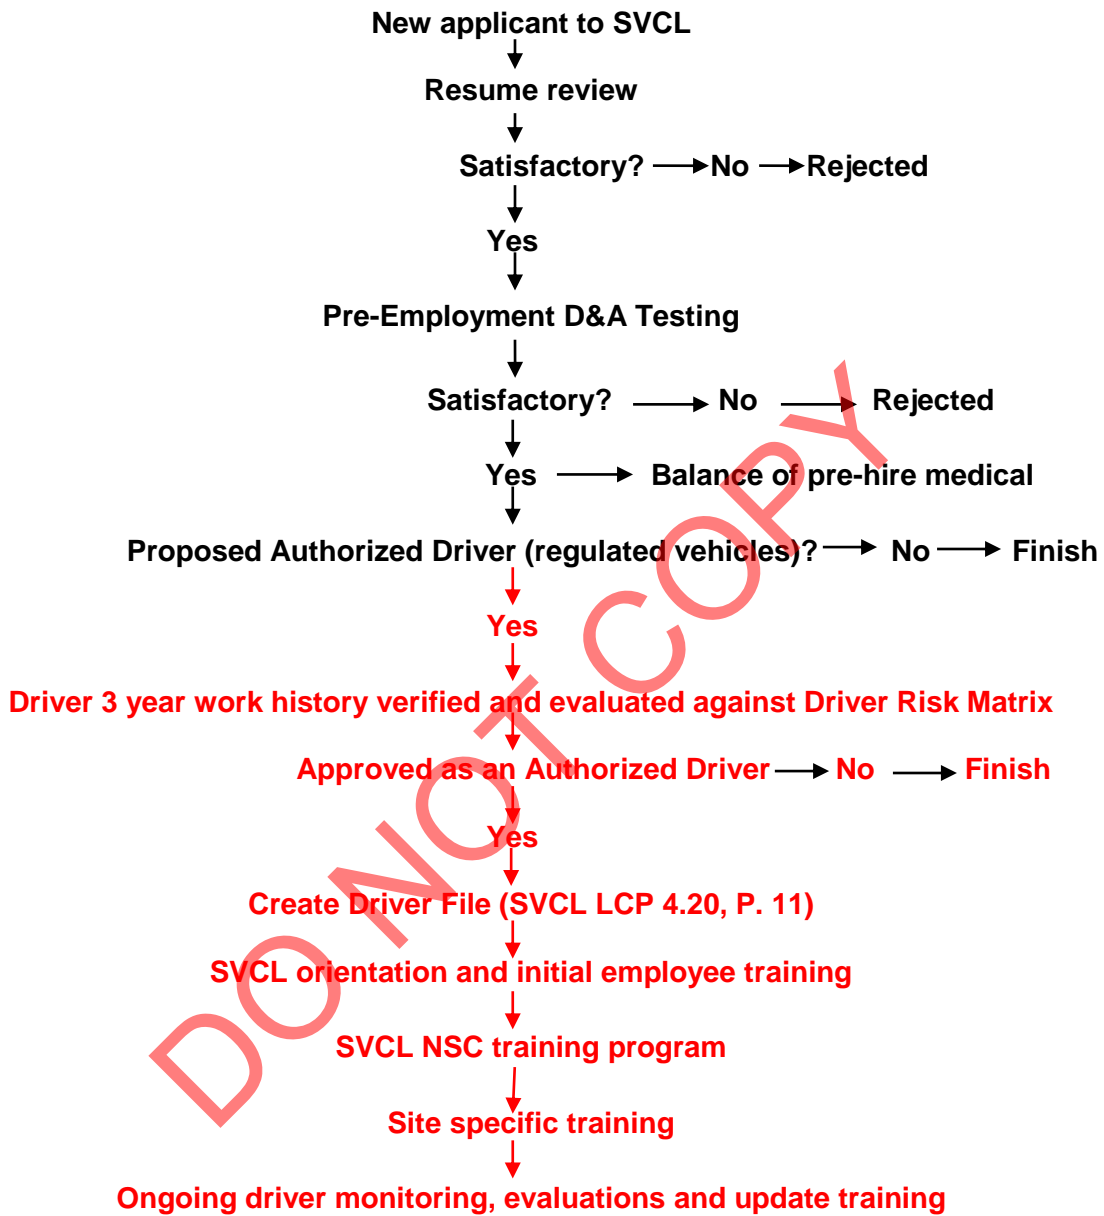 New applicant to SVCL
Resume review
Satisfactory? No Rejected
Yes
Pre-Employment D&A Testing
Satisfactory? No Rejected
Yes Balance of pre-hire medical
Proposed Authorized Driver (regulated vehicles)? No Finish
Yes
Driver 3 year work history verified and evaluated against Driver Risk Matrix
Approved as an Authorized Driver No Finish
Yes
Create Driver File (SVCL LCP 4.20, P. 11)
SVCL orientation and initial employee training
SVCL NSC training program
Site specific training
Ongoing driver monitoring, evaluations and update training
DO NOT COPY